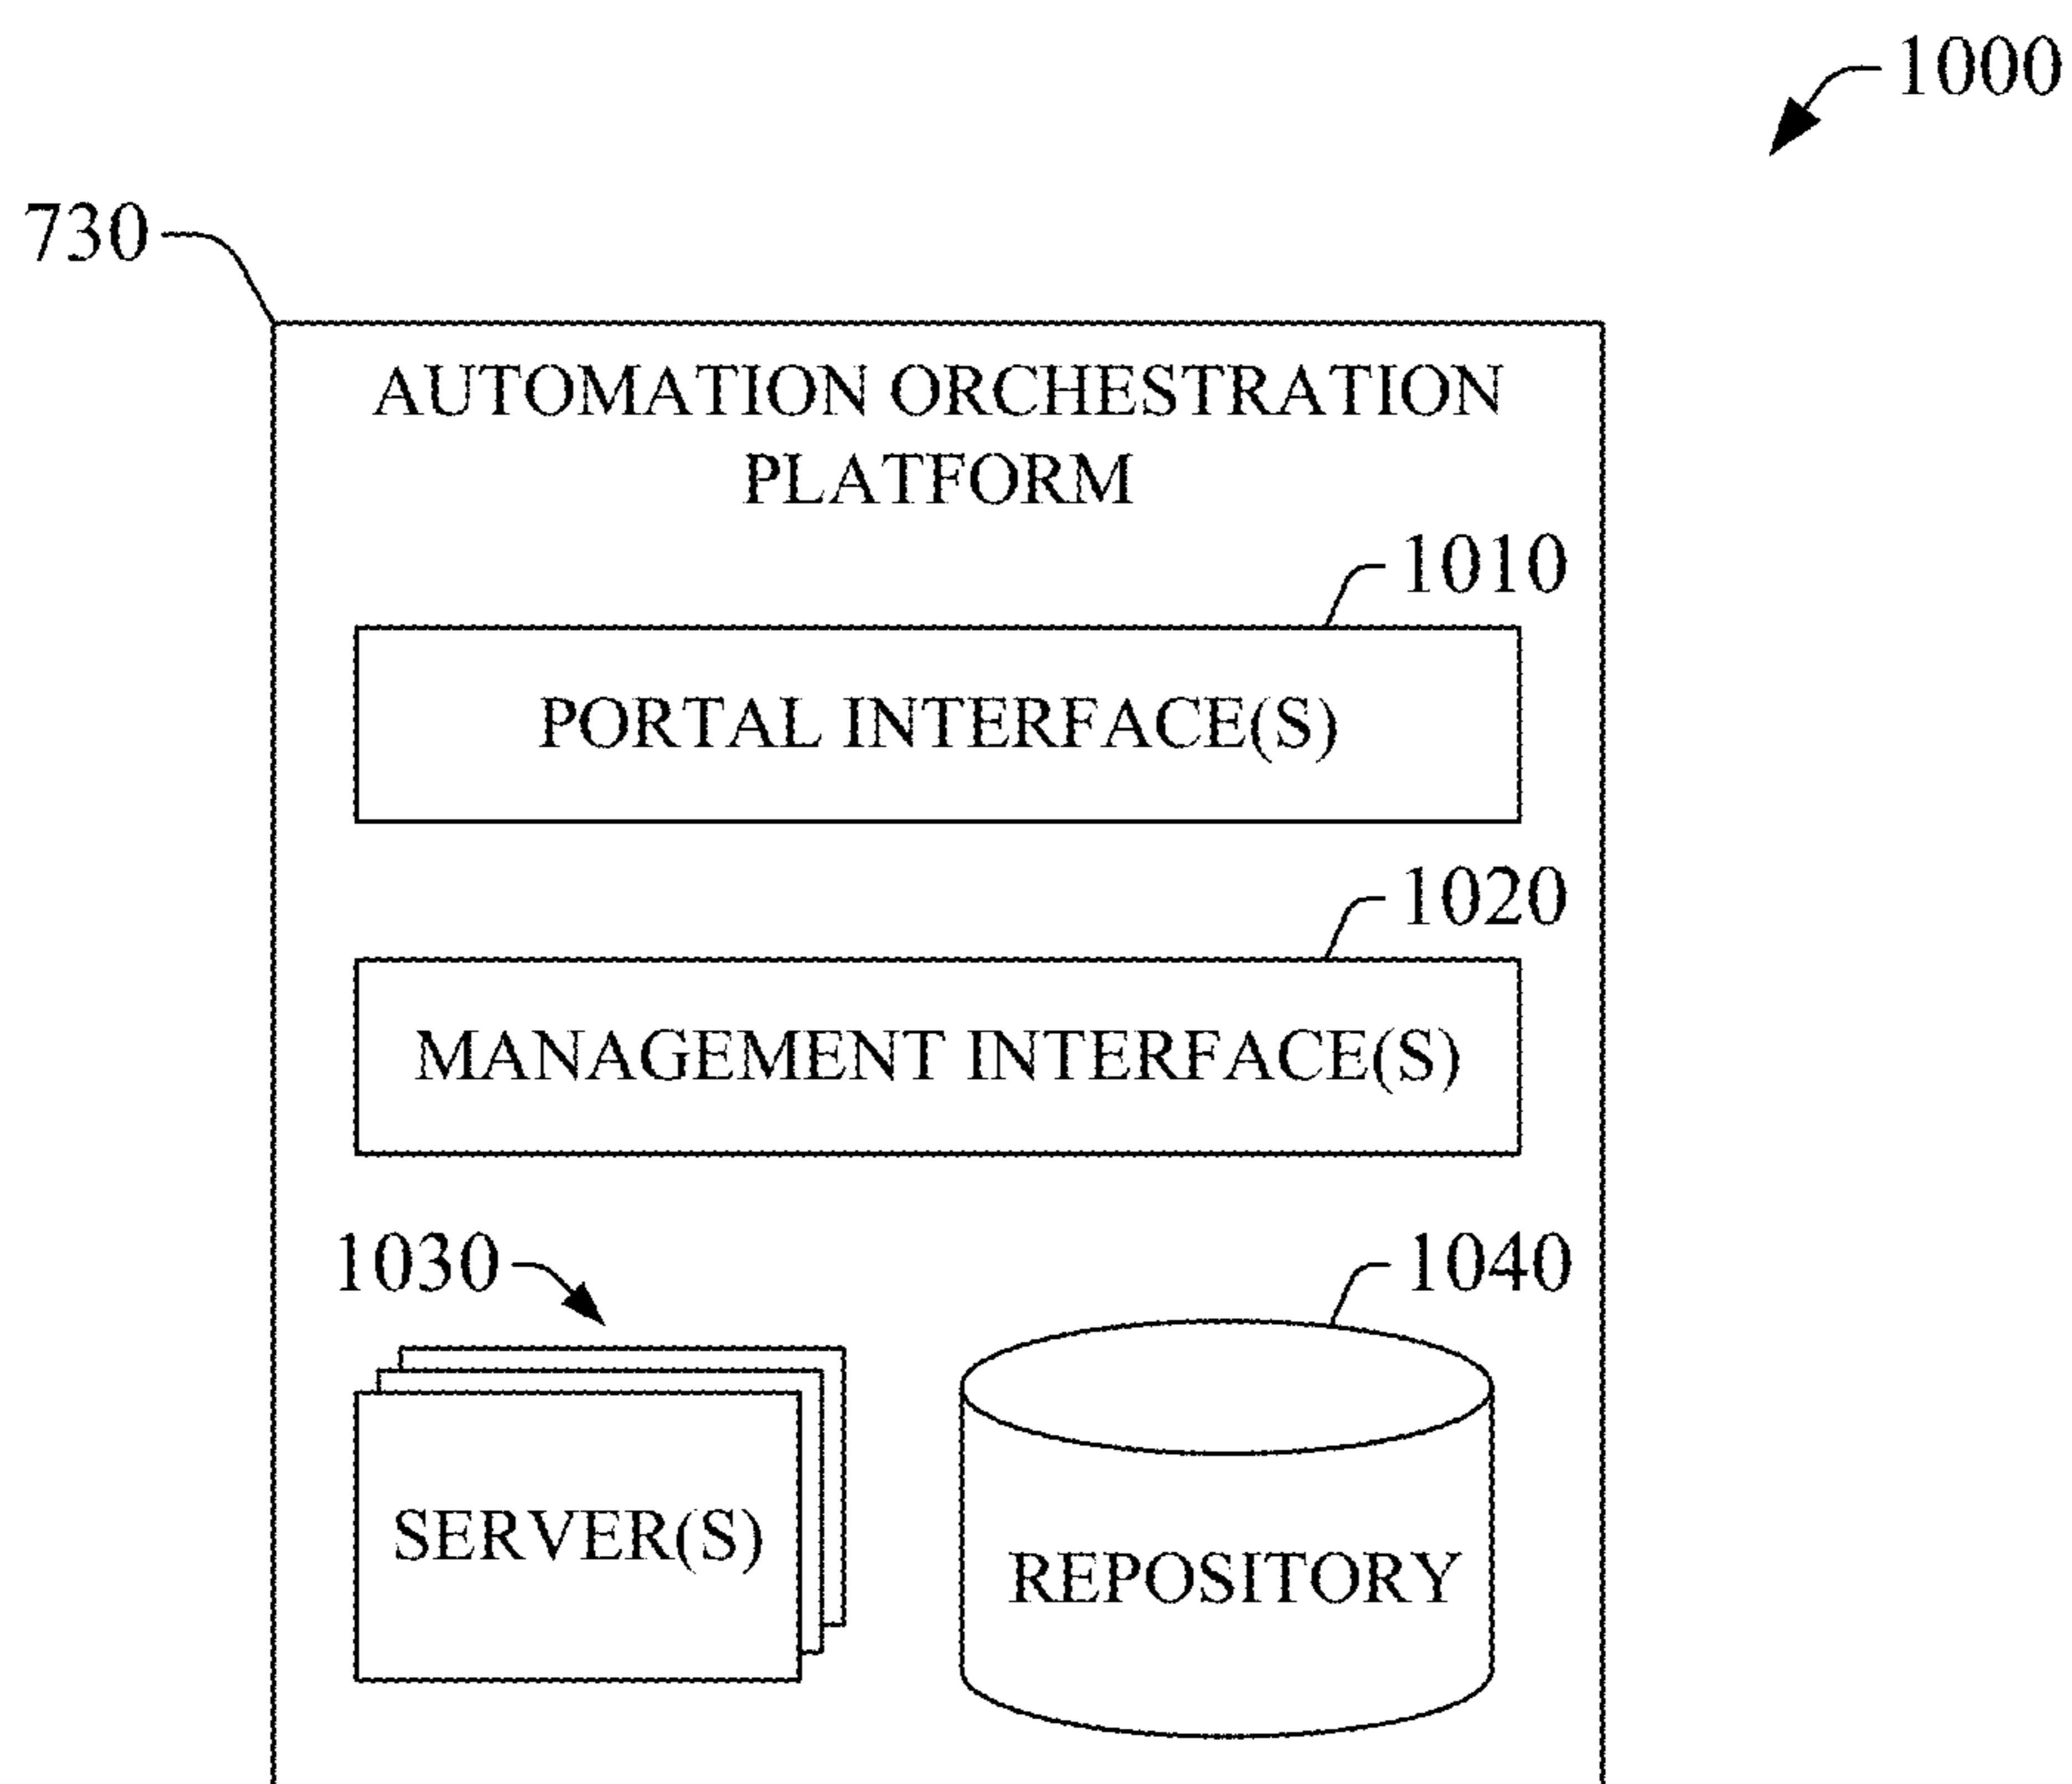 1000
730
AUTOMATION ORCHESTRATION
PLATFORM
1010
PORTAL INTERFACE(S)
1020
MANAGEMENT INTERFACE(S)
1030
1040
SERVER(S)
REPOSITORY